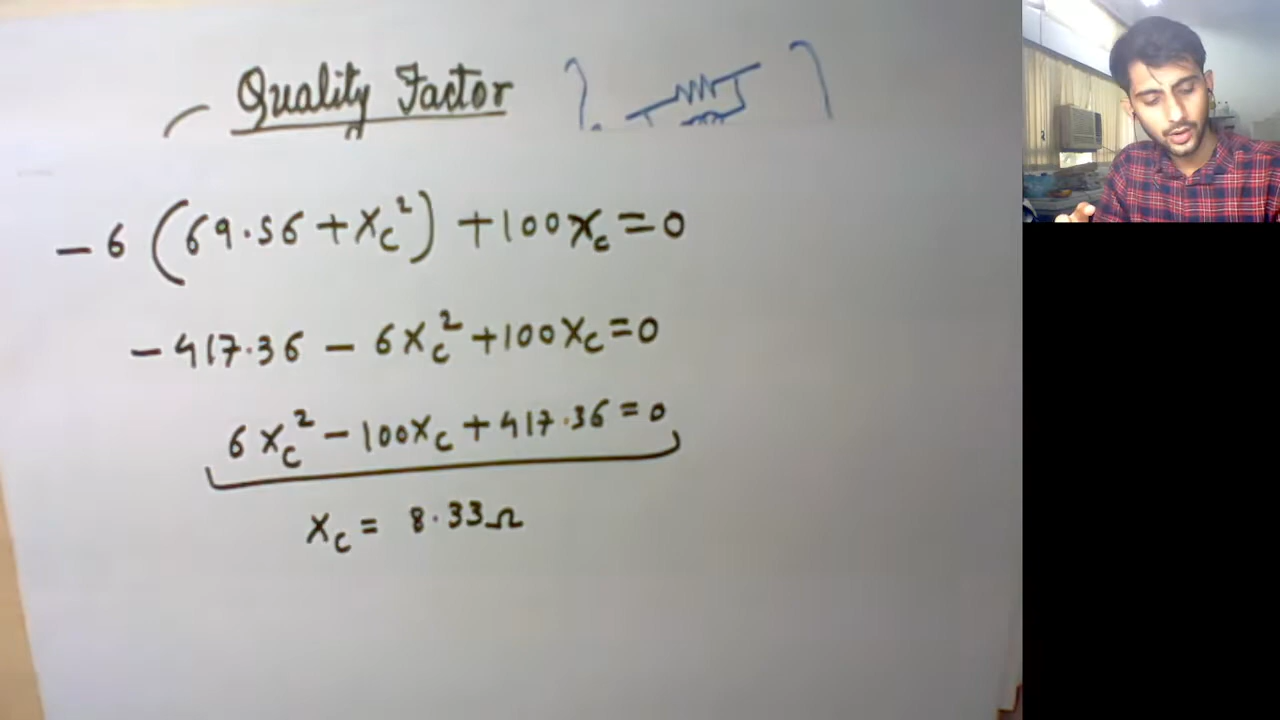 Quality Factor
- 6 (69.56 + Xc²) + 100Xc = 0
- 417.36 - 6Xc² + 100Xc = 0
6Xc² - 100Xc + 417.36 = 0
Xc = 8.33Ω